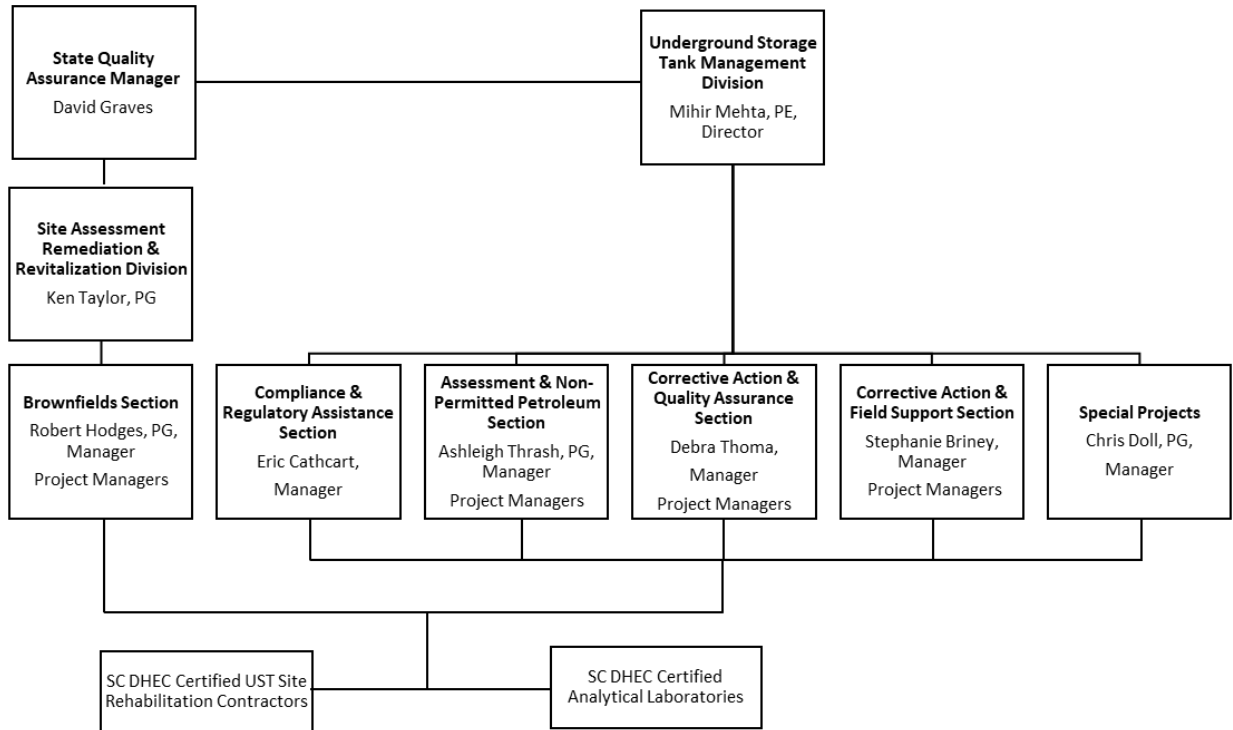 State Quality
Assurance Manager
David Graves
Underground Storage
Tank Management
Division
Mihir Mehta, PE,
Director
Site Assessment
Remediation &
Revitalization Division
Ken Taylor, PG
Brownfields Section
Robert Hodges, PG,
Manager
Project Managers
Compliance &
Regulatory Assistance
Section
Eric Cathcart,
Manager
Assessment & Non-
Permitted Petroleum
Section
Ashleigh Thrash, PG,
Manager
Project Managers
Corrective Action &
Quality Assurance
Section
Debra Thoma,
Manager
Project Managers
Corrective Action &
Field Support Section
Stephanie Briney,
Manager
Project Managers
Special Projects
Chris Doll, PG,
Manager
SC DHEC Certified UST Site
Rehabilitation Contractors
SC DHEC Certified
Analytical Laboratories